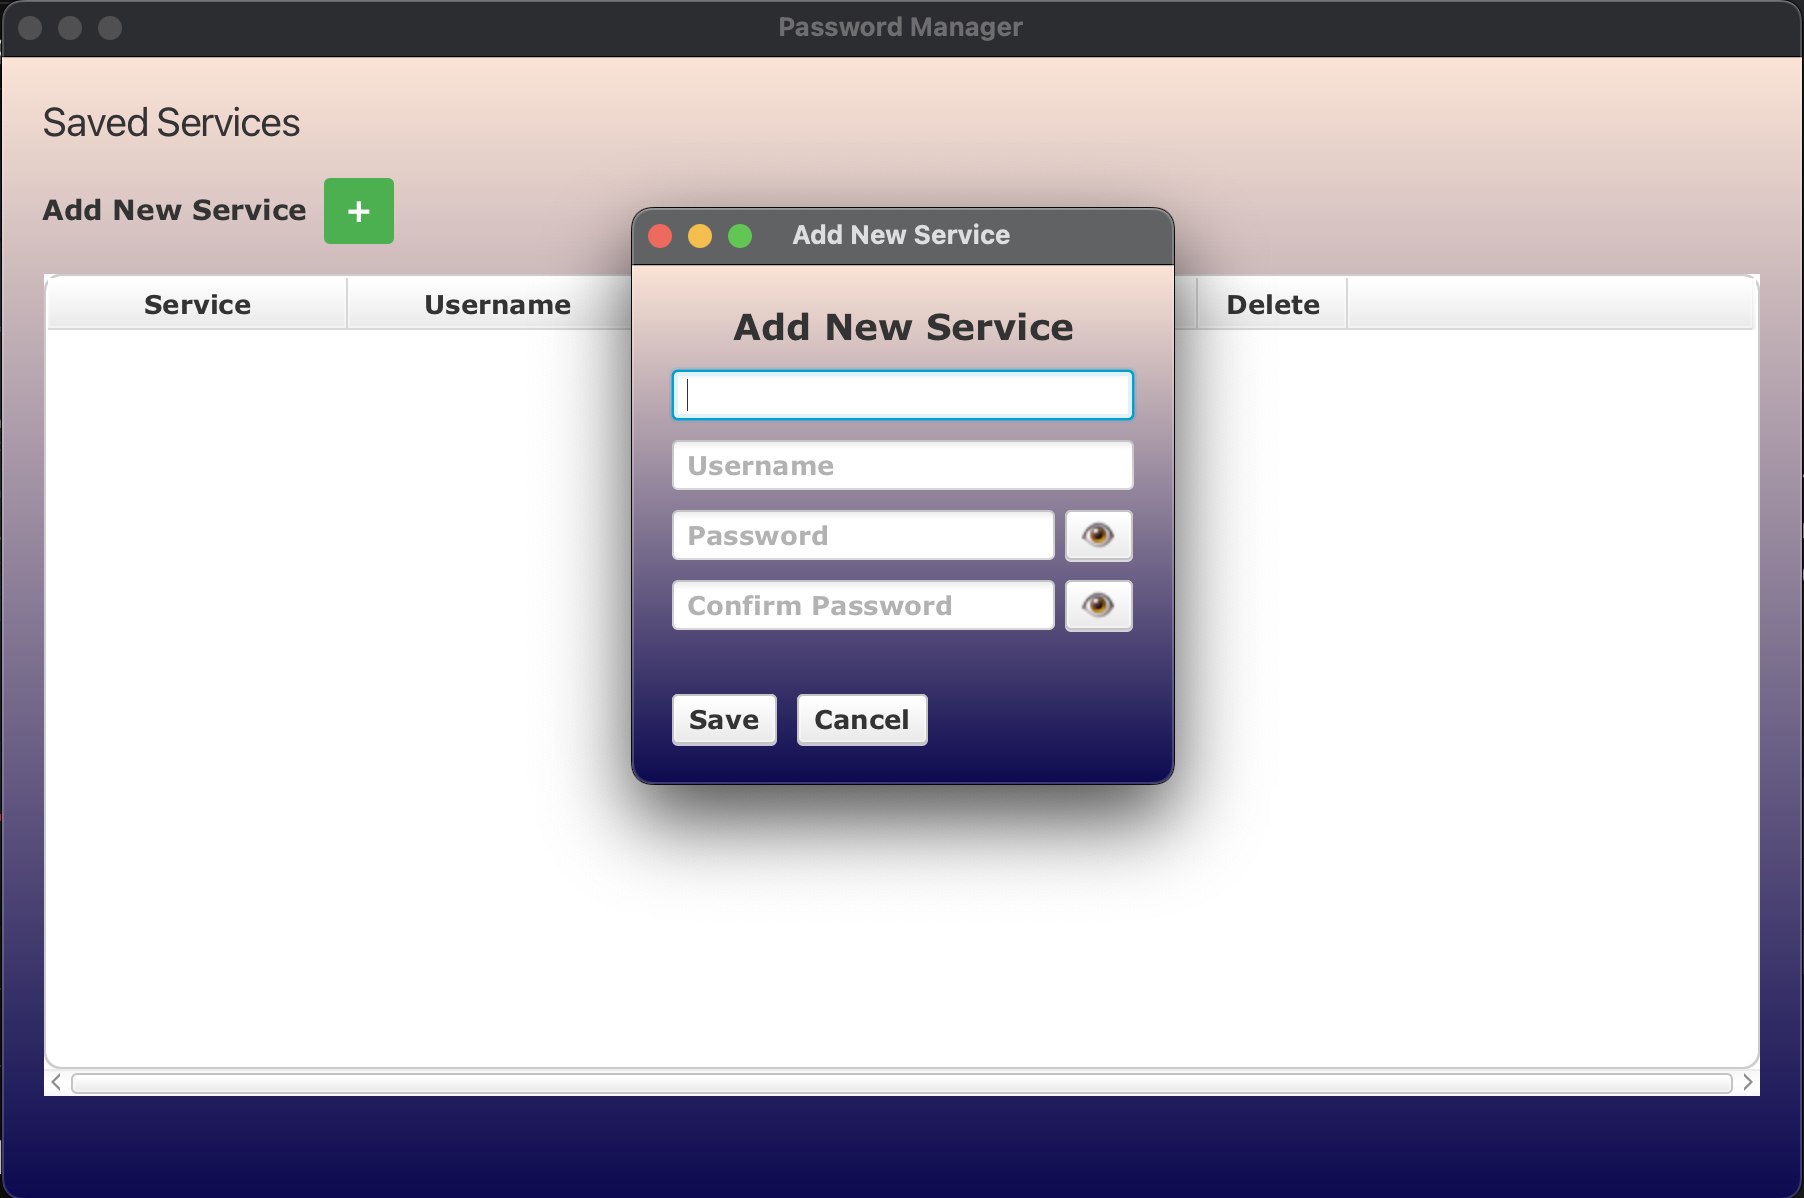 Password Manager
Saved Services
Add New Service +
Service Username Delete
Add New Service
Add New Service
Username
Password
Confirm Password
Save Cancel